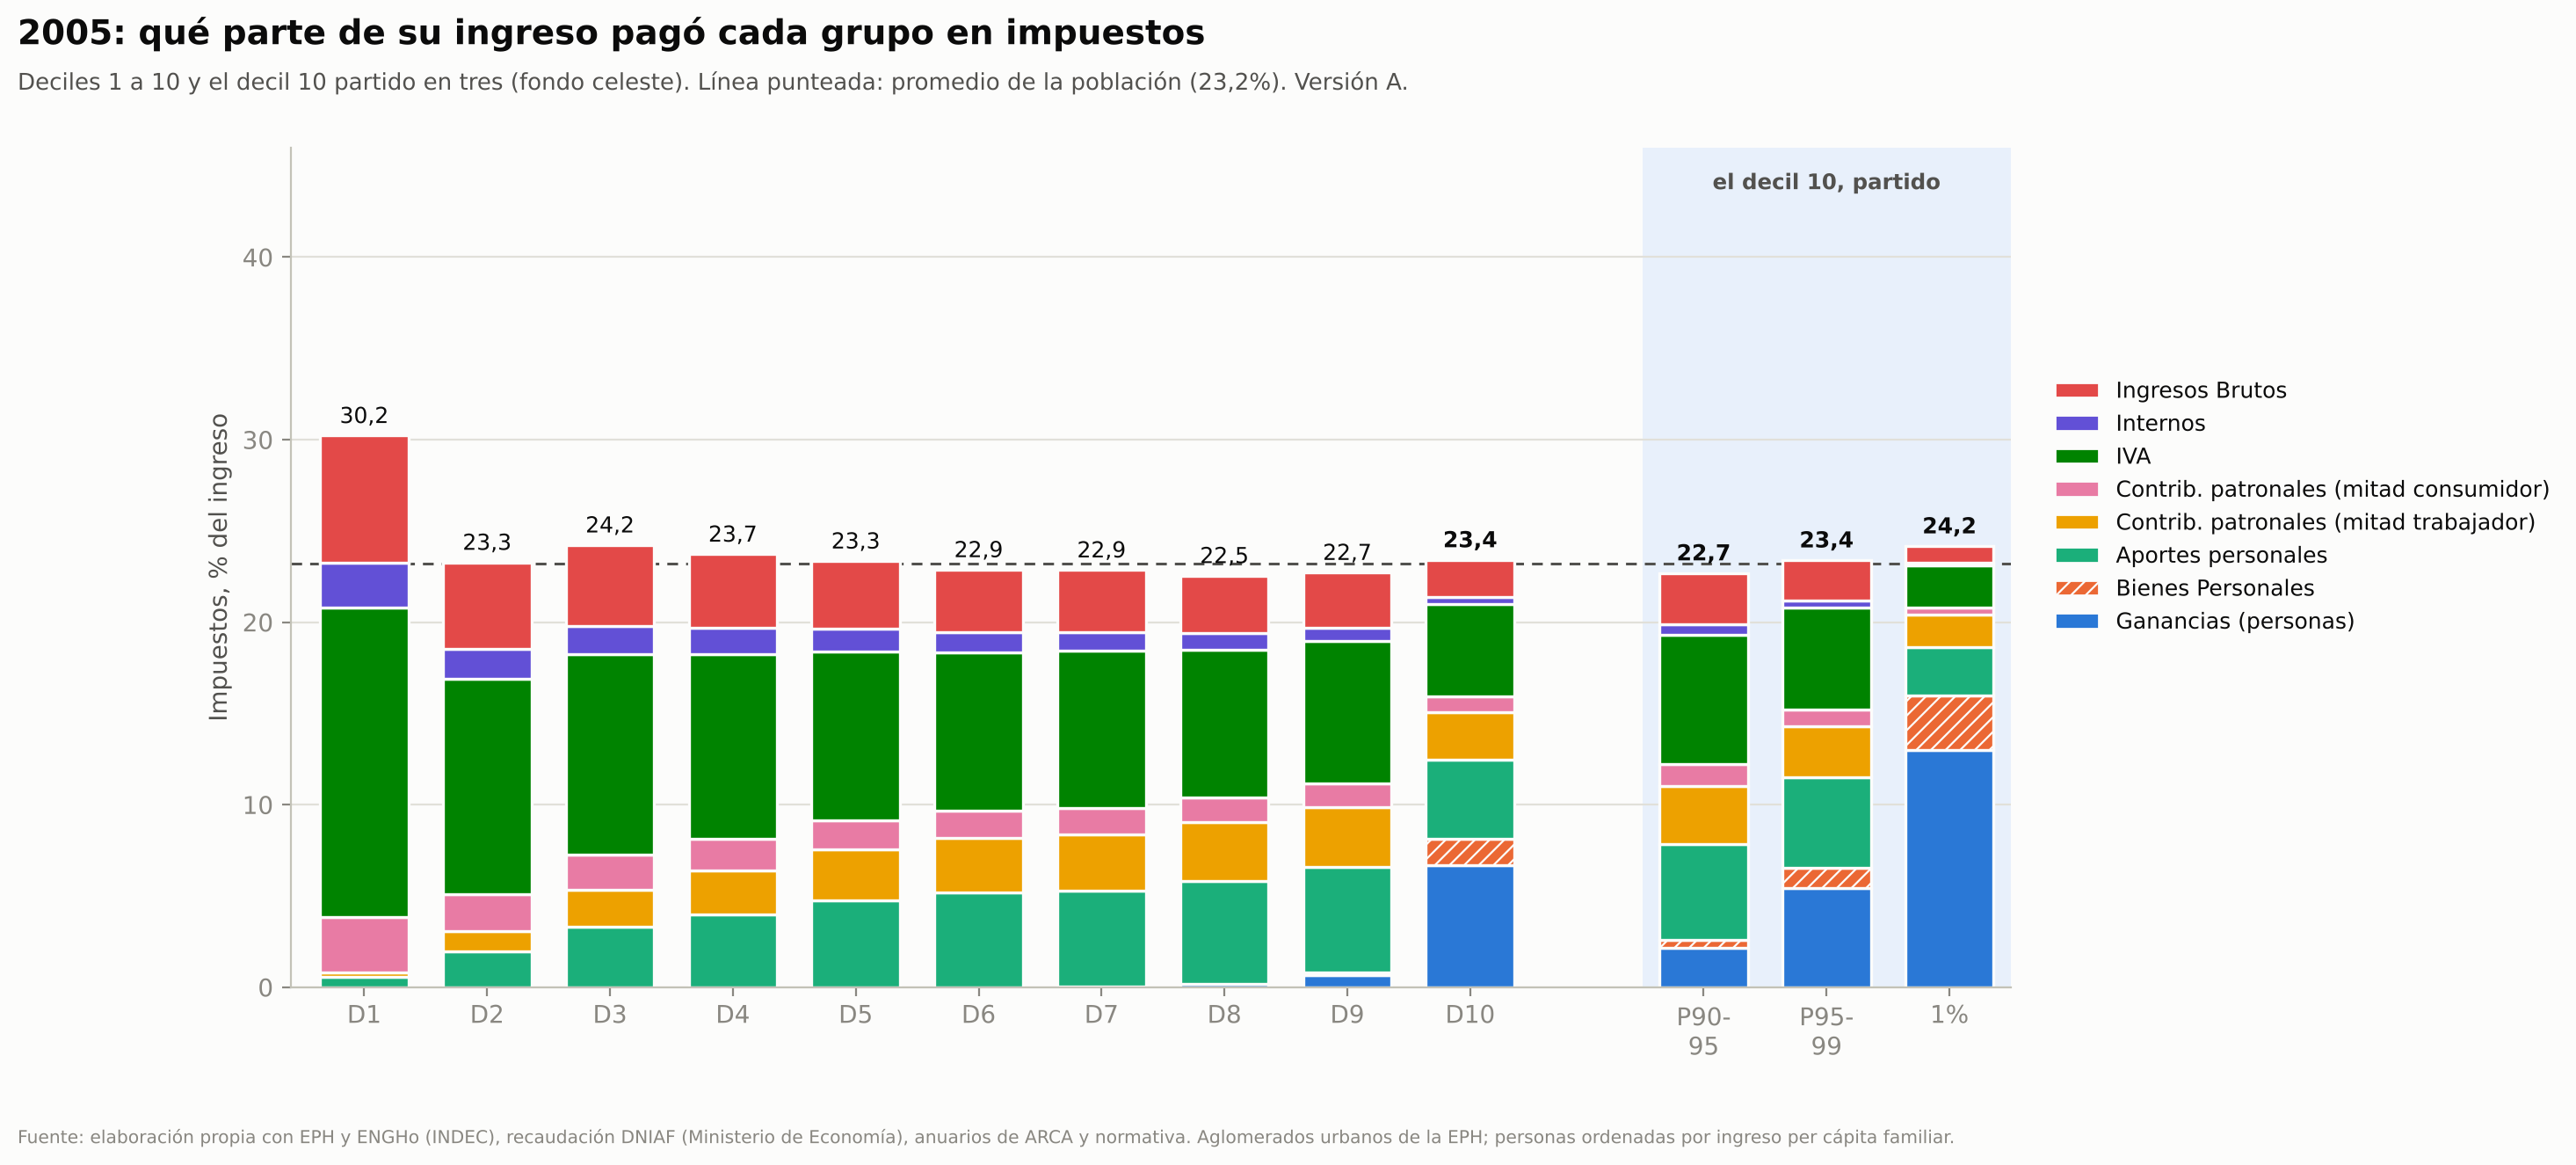 2005: qué parte de su ingreso pagó cada grupo en impuestos
Deciles 1 a 10 y el decil 10 partido en tres (fondo celeste). Línea punteada: promedio de la población (23,2%). Versión A.
el decil 10, partido
Impuestos, % del ingreso
40
30
20
10
0
30,2
23,3
24,2
23,7
23,3
22,9
22,9
22,5
22,7
23,4
22,7
23,4
24,2
D1
D2
D3
D4
D5
D6
D7
D8
D9
D10
P90-
95
P95-
99
1%
Ingresos Brutos
Internos
IVA
Contrib. patronales (mitad consumidor)
Contrib. patronales (mitad trabajador)
Aportes personales
Bienes Personales
Ganancias (personas)
Fuente: elaboración propia con EPH y ENGHo (INDEC), recaudación DNIAF (Ministerio de Economía), anuarios de ARCA y normativa. Aglomerados urbanos de la EPH; personas ordenadas por ingreso per cápita familiar.